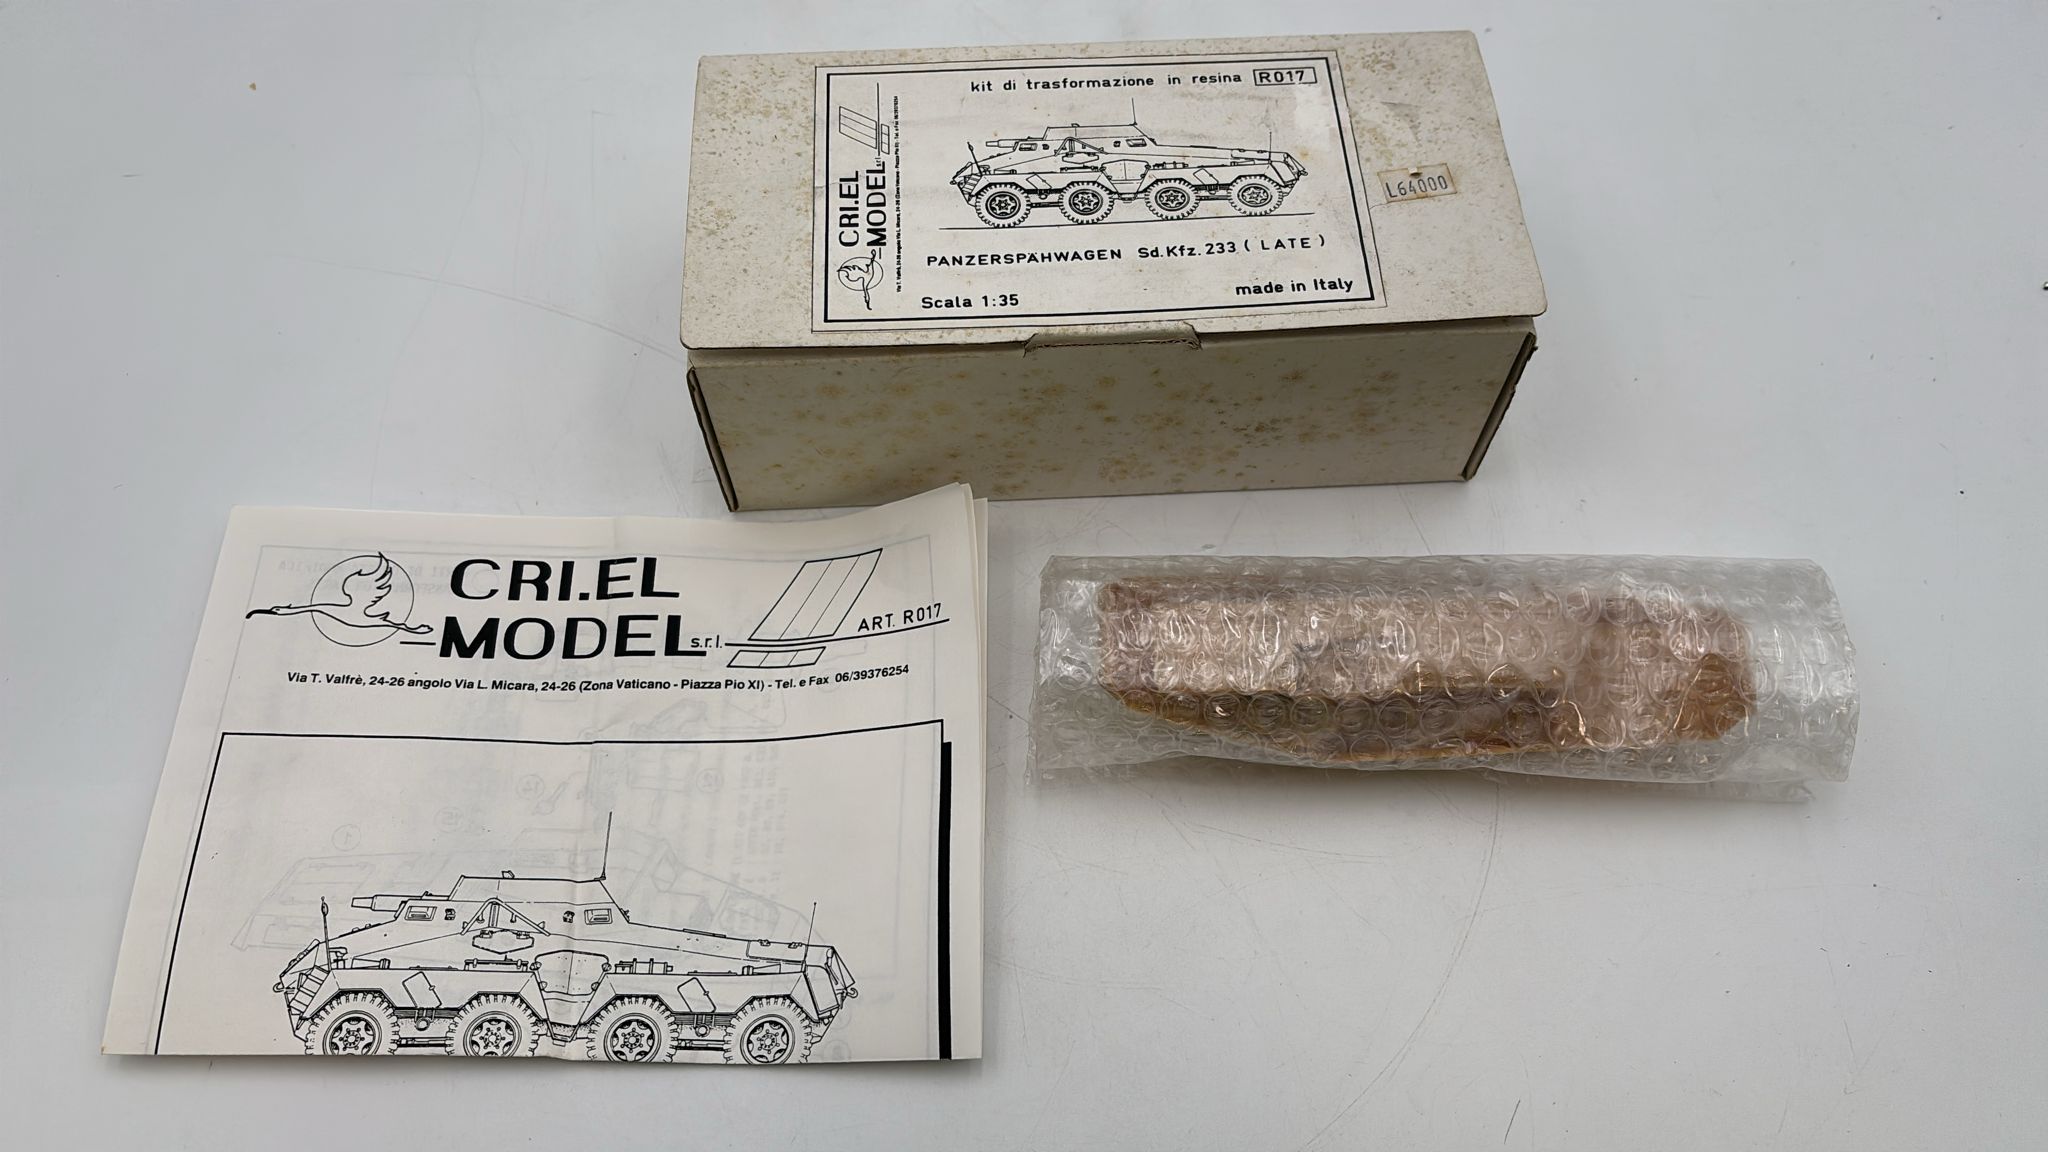 kit di trasformazione in resina R017
CRI.EL
MODEL s.r.l.
PANZERSPÄHWAGEN Sd.Kfz. 233 ( LATE )
Scala 1:35
made in Italy
L64000
CRI.EL
MODEL s.r.l.
ART. R017
Via T. Valfrè, 24-26 angolo Via L. Micara, 24-26 (Zona Vaticano - Piazza Pio XI) - Tel. e Fax 06/39376254